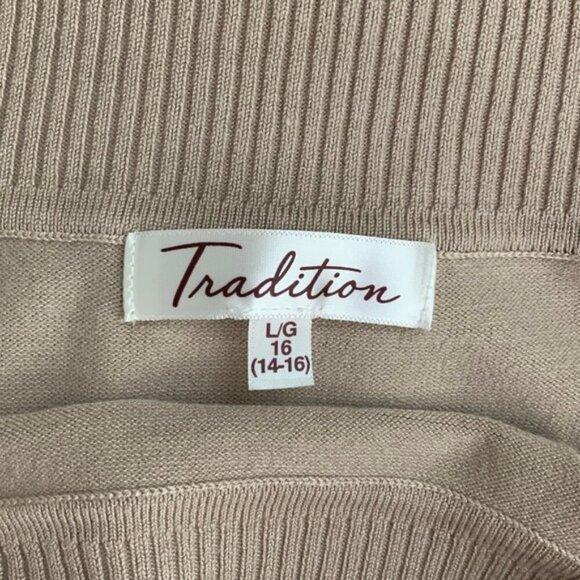 Tradition
L/G
16
(14-16)